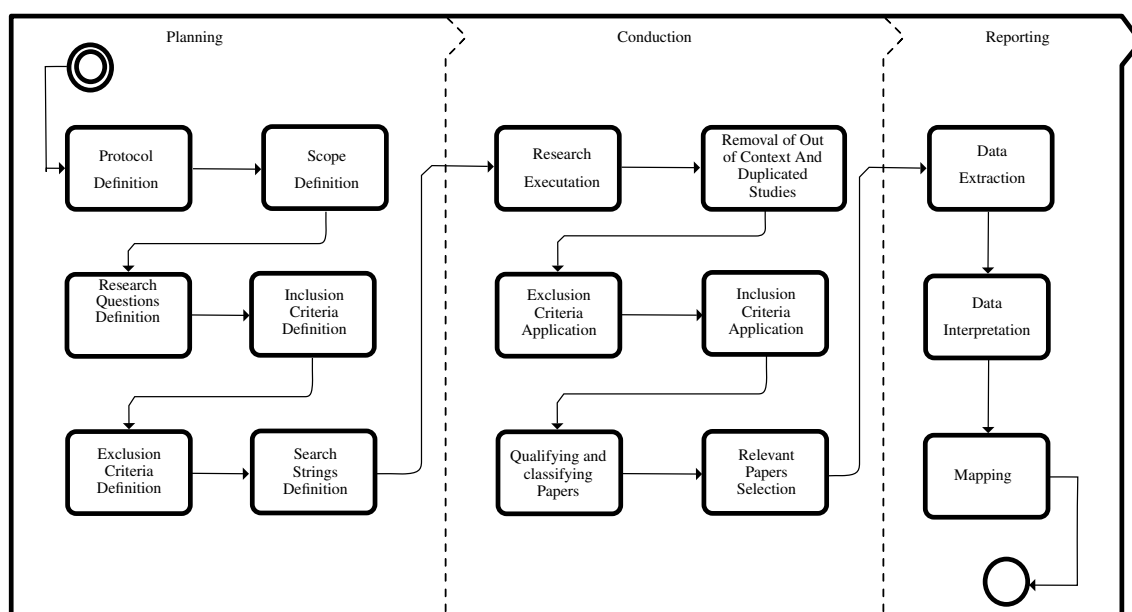 Planning
Conduction
Reporting
Protocol
Definition
Scope
Definition
Research
Questions
Definition
Inclusion
Criteria
Definition
Exclusion
Criteria
Definition
Search
Strings
Definition
Research
Executation
Removal of Out
of Context And
Duplicated
Studies
Exclusion
Criteria
Application
Inclusion
Criteria
Application
Qualifying and
classifying
Papers
Relevant
Papers
Selection
Data
Extraction
Data
Interpretation
Mapping